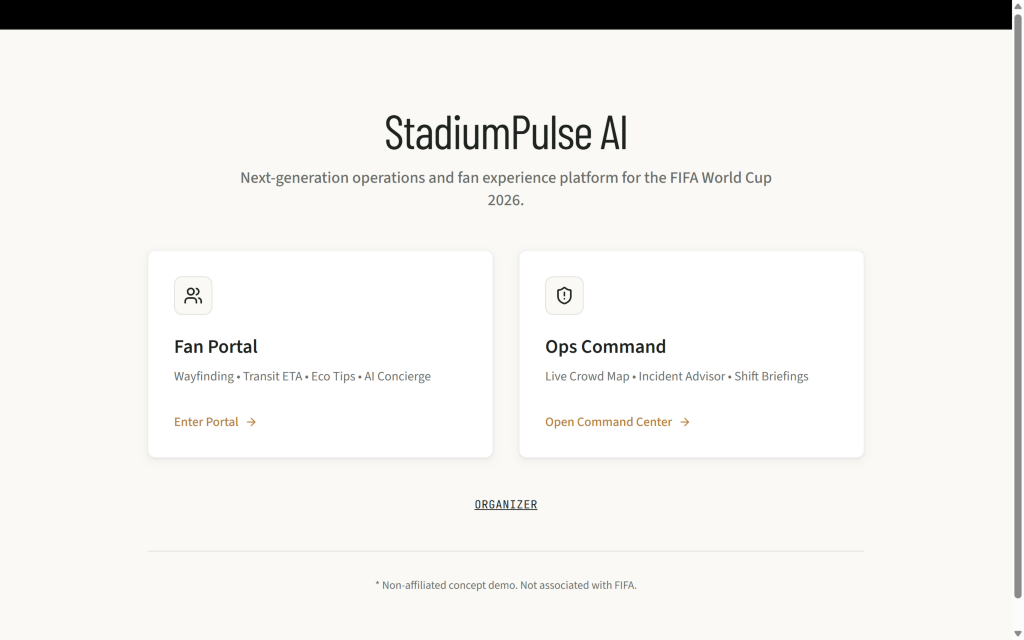 StadiumPulse AI
Next-generation operations and fan experience platform for the FIFA World Cup
2026.
Fan Portal
Wayfinding • Transit ETA • Eco Tips • AI Concierge
Enter Portal →
Ops Command
Live Crowd Map • Incident Advisor • Shift Briefings
Open Command Center →
ORGANIZER
* Non-affiliated concept demo. Not associated with FIFA.